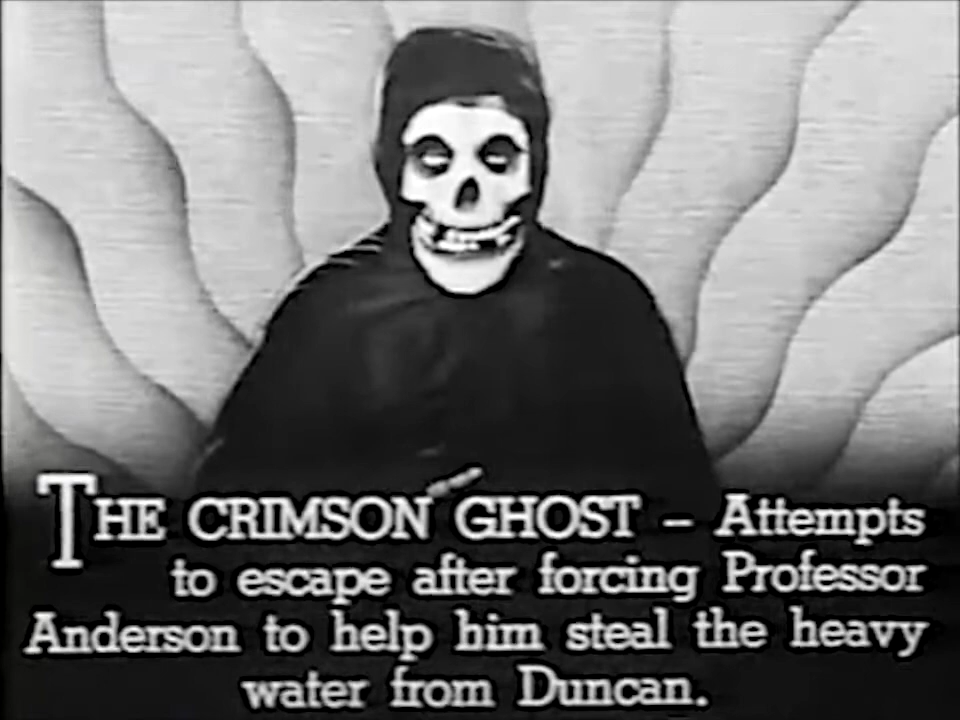 THE CRIMSON GHOST – Attempts
to escape after forcing Professor
Anderson to help him steal the heavy
water from Duncan.